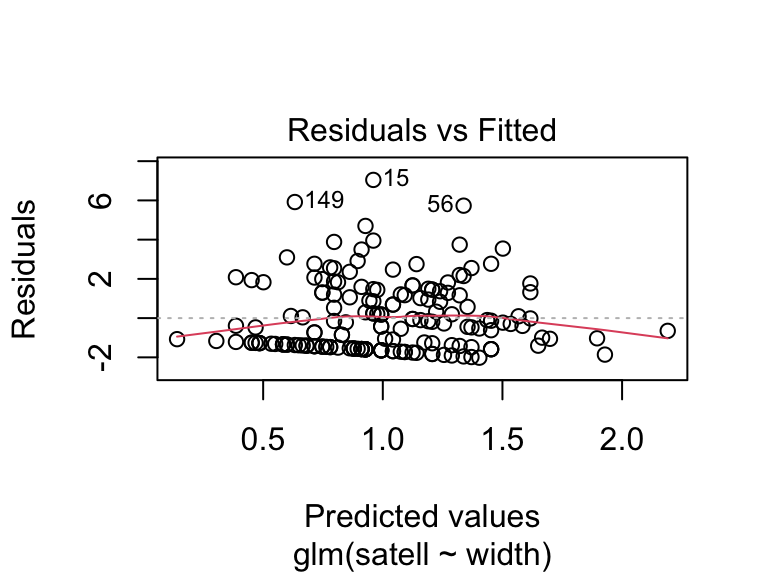 Residuals vs Fitted
15
149
56
Residuals
6
2
-2
0.5 1.0 1.5 2.0
Predicted values
glm(satell ~ width)